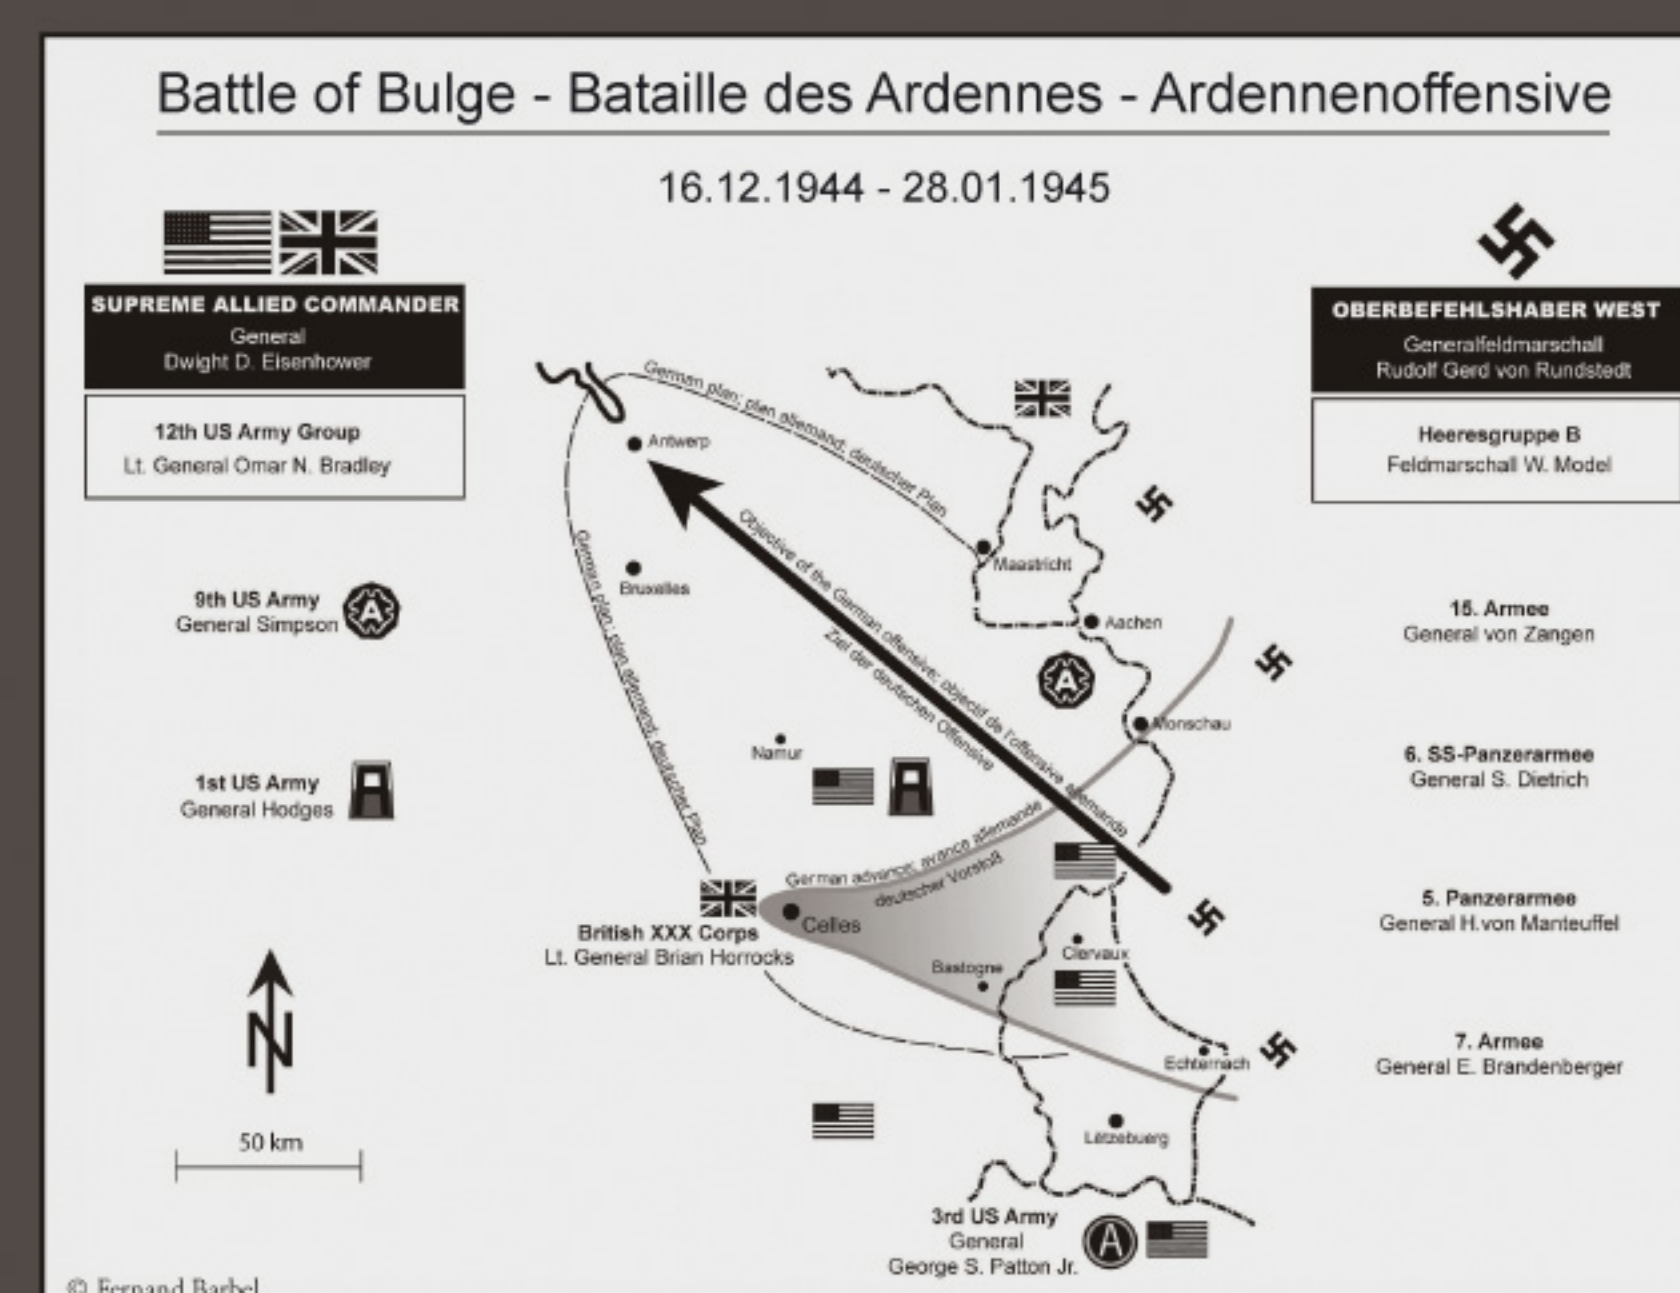 Battle of Bulge - Bataille des Ardennes - Ardennenoffensive
16.12.1944 - 28.01.1945
SUPREME ALLIED COMMANDER
General
Dwight D. Eisenhower
12th US Army Group
Lt. General Omar N. Bradley
9th US Army
General Simpson
A
1st US Army
General Hodges
A
N
50 km
© Fernand Barbel
German plan; plan allemand; deutscher Plan
Antwerp
Objective of the German offensive; objectif de l'offensive allemande
Ziel der deutschen Offensive
German plan; plan allemand; deutscher Plan
Bruxelles
Maastricht
Aachen
A
Monschau
Namur
A
German advance; avance allemande
deutscher Vorstoß
Celles
British XXX Corps
Lt. General Brian Horrocks
Clervaux
Bastogne
Echternach
Lëtzebuerg
3rd US Army
General
George S. Patton Jr.
A
OBERBEFEHLSHABER WEST
Generalfeldmarschall
Rudolf Gerd von Rundstedt
Heeresgruppe B
Feldmarschall W. Model
15. Armee
General von Zangen
6. SS-Panzerarmee
General S. Dietrich
5. Panzerarmee
General H.von Manteuffel
7. Armee
General E. Brandenberger